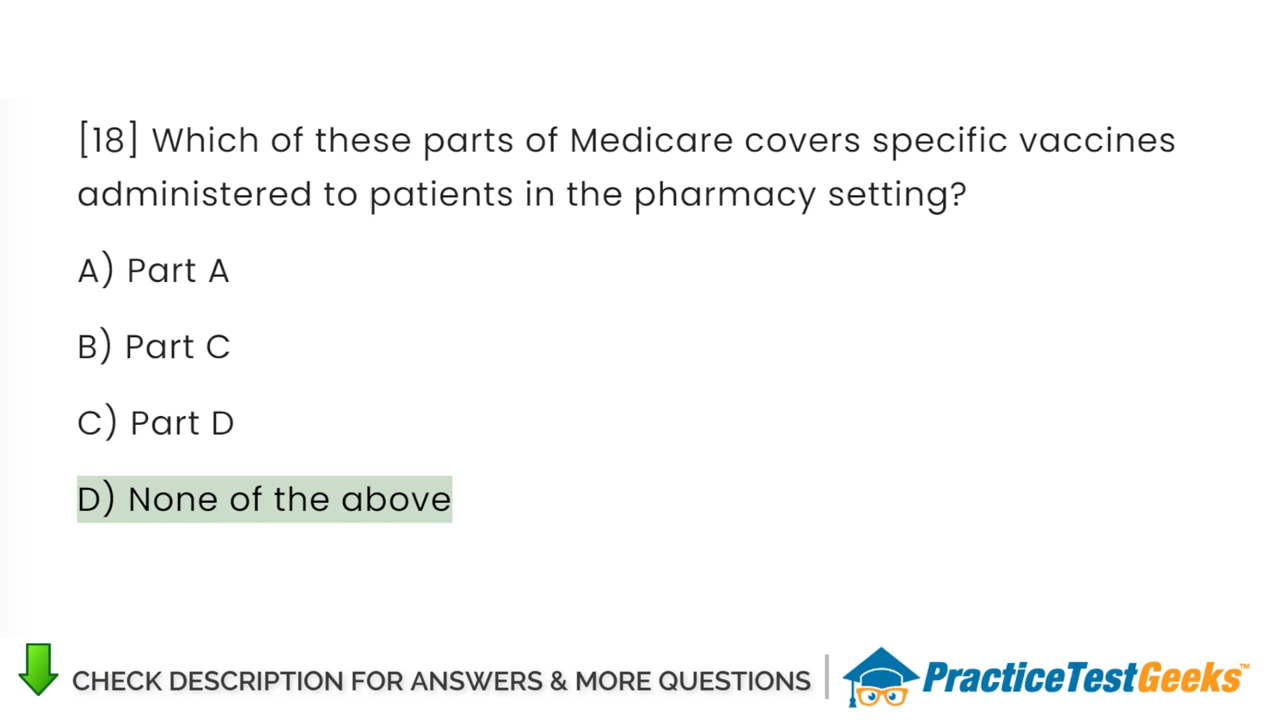 [18] Which of these parts of Medicare covers specific vaccines
administered to patients in the pharmacy setting?
A) Part A
B) Part C
C) Part D
D) None of the above
CHECK DESCRIPTION FOR ANSWERS & MORE QUESTIONS
PracticeTestGeeks™